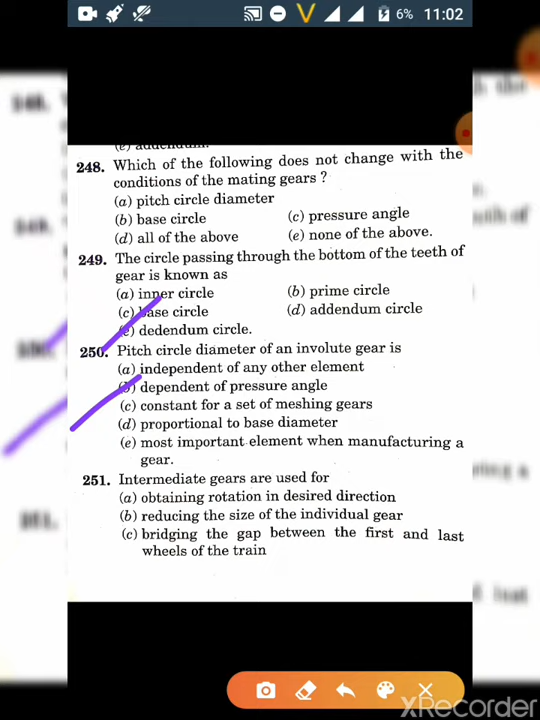 6% 11:02
(e) addendum.
248. Which of the following does not change with the
conditions of the mating gears ?
(a) pitch circle diameter
(b) base circle (c) pressure angle
(d) all of the above (e) none of the above.
249. The circle passing through the bottom of the teeth of
gear is known as
(a) inner circle (b) prime circle
(c) base circle (d) addendum circle
(e) dedendum circle.
250. Pitch circle diameter of an involute gear is
(a) independent of any other element
(b) dependent of pressure angle
(c) constant for a set of meshing gears
(d) proportional to base diameter
(e) most important element when manufacturing a
gear.
251. Intermediate gears are used for
(a) obtaining rotation in desired direction
(b) reducing the size of the individual gear
(c) bridging the gap between the first and last
wheels of the train
XRecorder